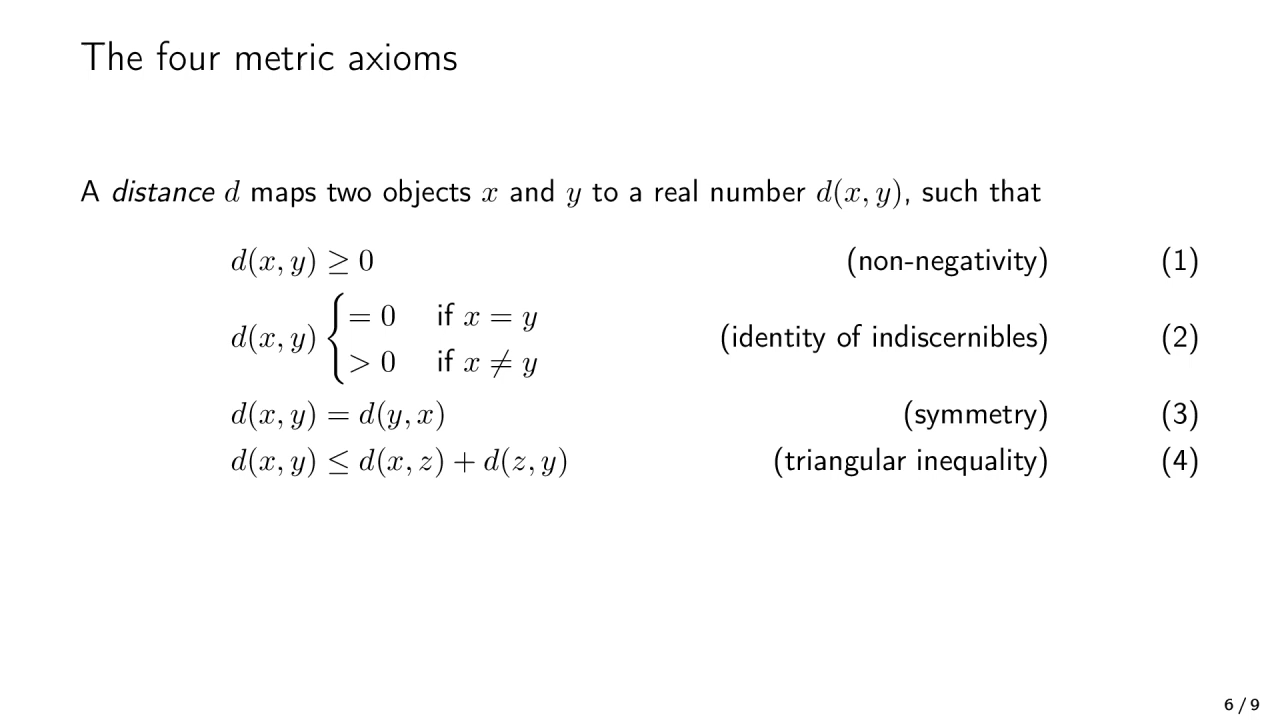 The four metric axioms
A distance d maps two objects x and y to a real number d(x, y), such that
d(x, y) ≥ 0 (non-negativity) (1)
d(x, y) { = 0 if x = y
> 0 if x ≠ y (identity of indiscernibles) (2)
d(x, y) = d(y, x) (symmetry) (3)
d(x, y) ≤ d(x, z) + d(z, y) (triangular inequality) (4)
6 / 9